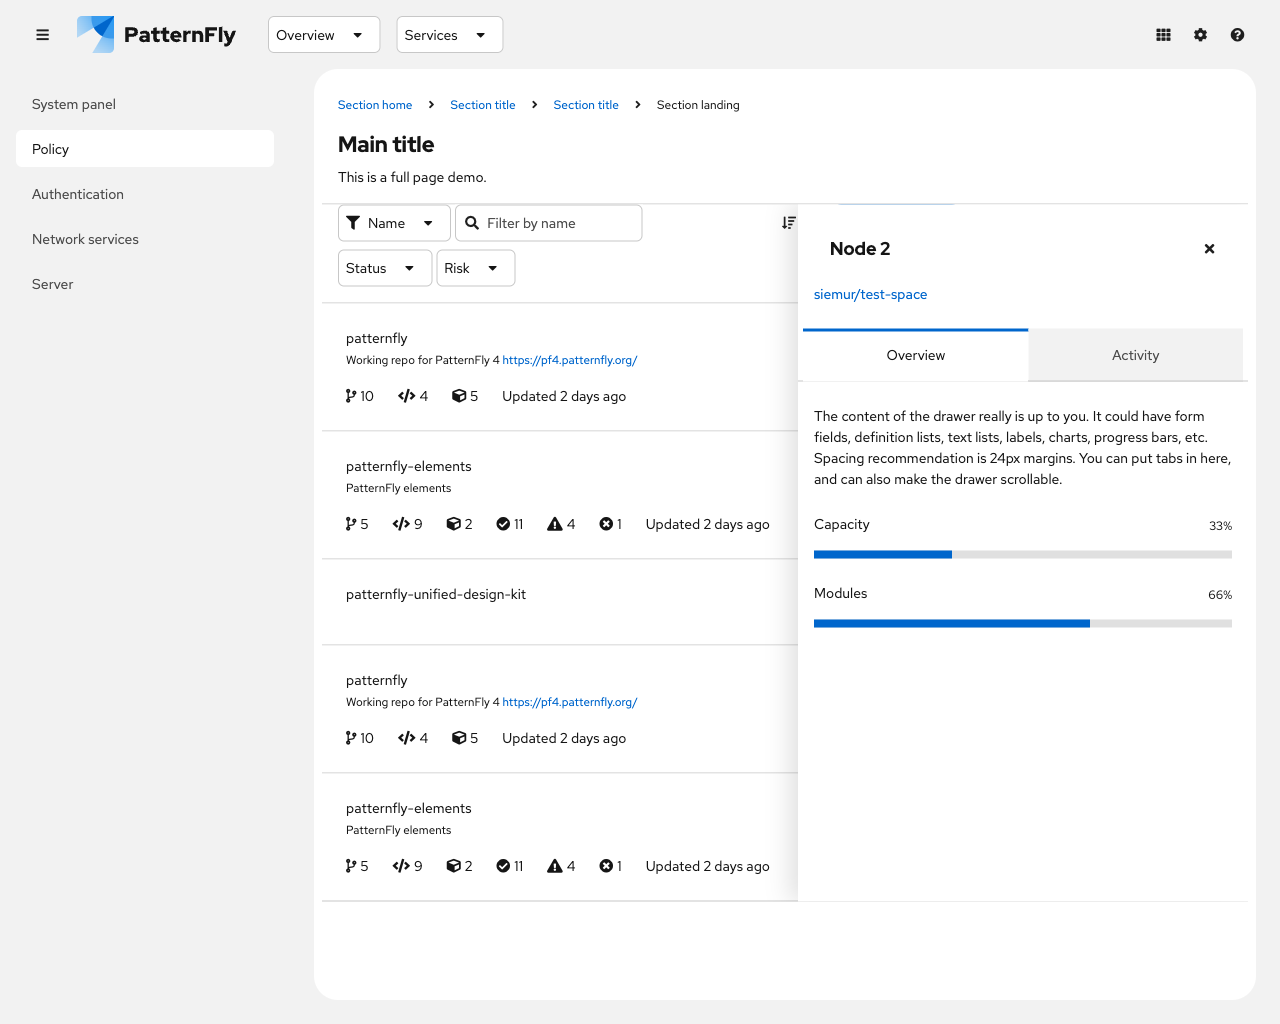 PatternFly
Overview
Services
System panel
Policy
Authentication
Network services
Server
Section home
Section title
Section title
Section landing
Main title
This is a full page demo.
Name
Filter by name
Status
Risk
patternfly
Working repo for PatternFly 4 https://pf4.patternfly.org/
10 4 5 Updated 2 days ago
patternfly-elements
PatternFly elements
5 9 2 11 4 1 Updated 2 days ago
patternfly-unified-design-kit
patternfly
Working repo for PatternFly 4 https://pf4.patternfly.org/
10 4 5 Updated 2 days ago
patternfly-elements
PatternFly elements
5 9 2 11 4 1 Updated 2 days ago
Node 2
siemur/test-space
Overview
Activity
The content of the drawer really is up to you. It could have form
fields, definition lists, text lists, labels, charts, progress bars, etc.
Spacing recommendation is 24px margins. You can put tabs in here,
and can also make the drawer scrollable.
Capacity
33%
Modules
66%